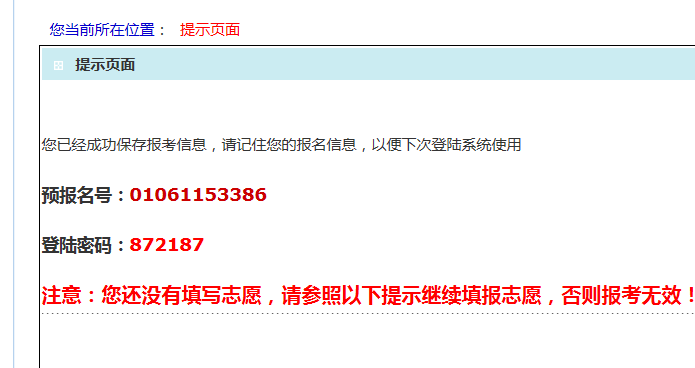 您当前所在位置： 提示页面
提示页面
您已经成功保存报考信息，请记住您的报名信息，以便下次登陆系统使用
预报名号：01061153386
登陆密码：872187
注意：您还没有填写志愿，请参照以下提示继续填报志愿，否则报考无效！